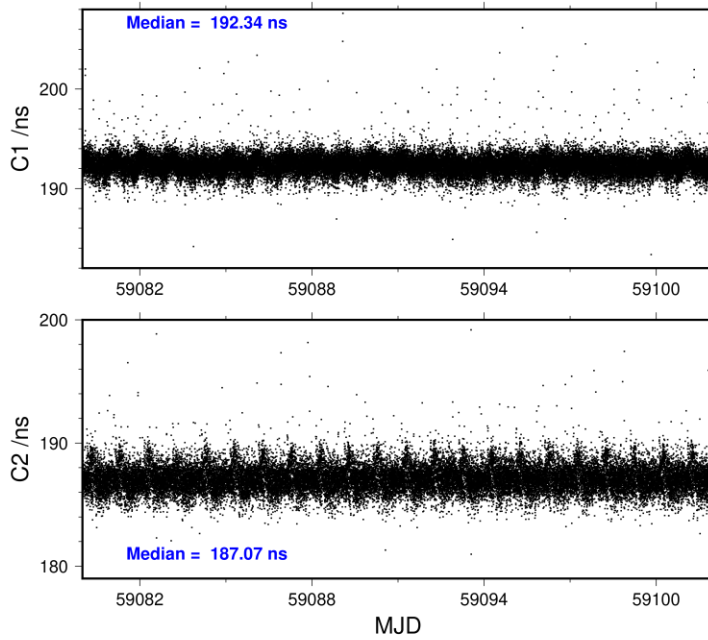 Median = 192.34 ns
200
190
C1 /ns
59082 59088 59094 59100
200
190
180
C2 /ns
Median = 187.07 ns
59082 59088 59094 59100
MJD